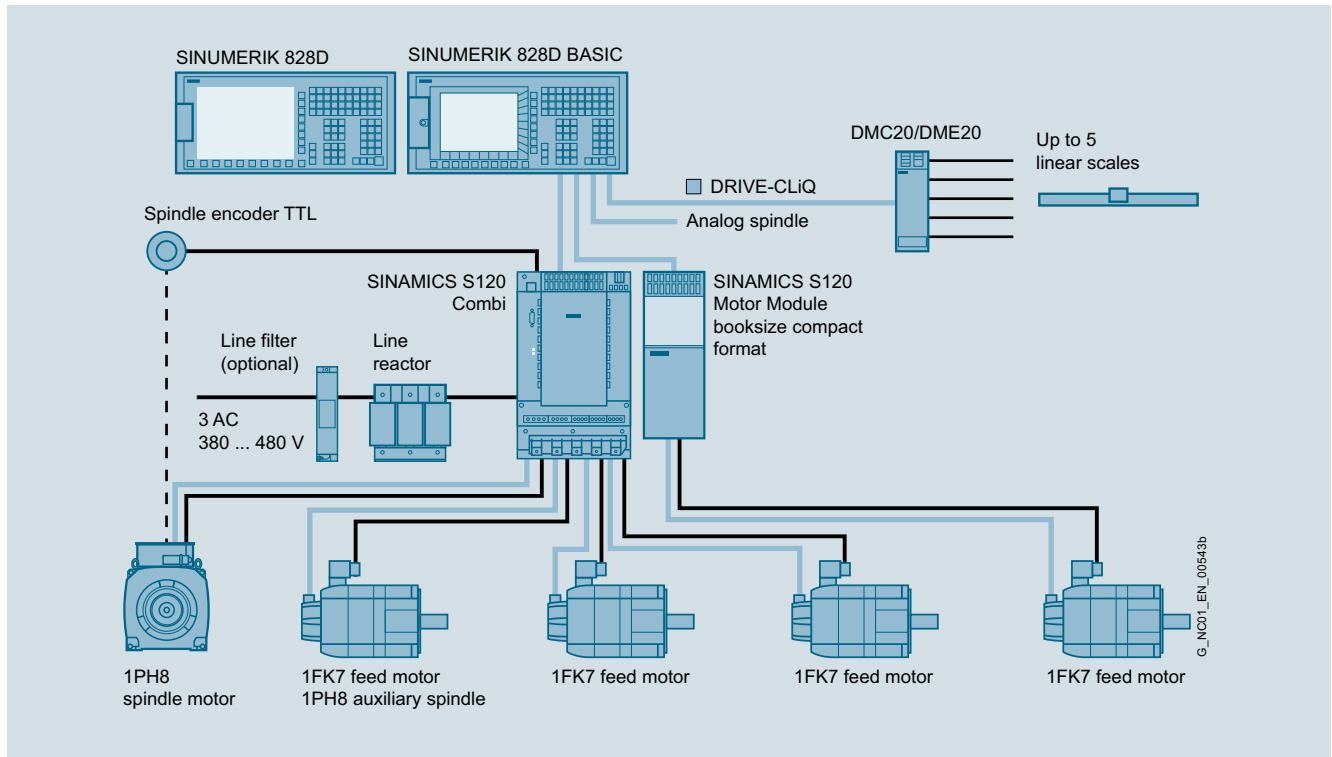 SINUMERIK 828D
SINUMERIK 828D BASIC
DMC20/DME20
Up to 5
linear scales
DRIVE-CLiQ
Analog spindle
Spindle encoder TTL
SINAMICS S120
Combi
SINAMICS S120
Motor Module
booksize compact
format
Line filter
(optional)
Line
reactor
3 AC
380 ... 480 V
1PH8
spindle motor
1FK7 feed motor
1PH8 auxiliary spindle
1FK7 feed motor
1FK7 feed motor
1FK7 feed motor
G_NC01_EN_00543b